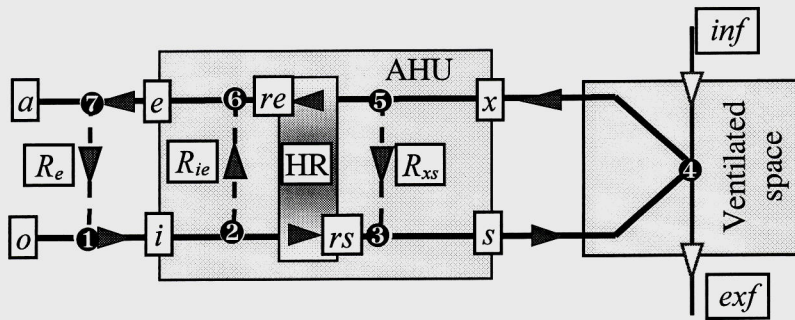 inf
AHU
a
7
e
6
re
5
x
R_e
R_ie
HR
R_xs
4
Ventilated
space
o
1
i
2
rs
3
s
exf